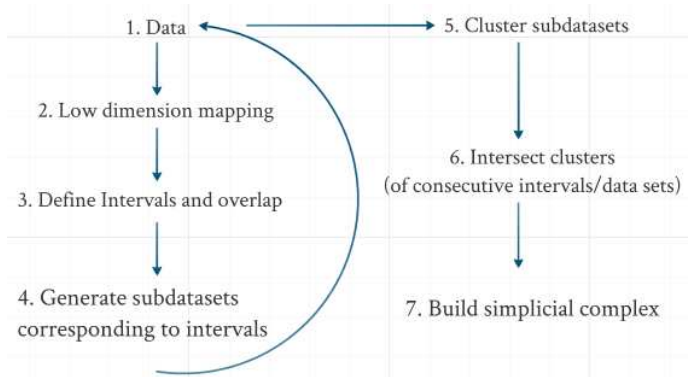 1. Data
2. Low dimension mapping
3. Define Intervals and overlap
4. Generate subdatasets
corresponding to intervals
5. Cluster subdatasets
6. Intersect clusters
(of consecutive intervals/data sets)
7. Build simplicial complex